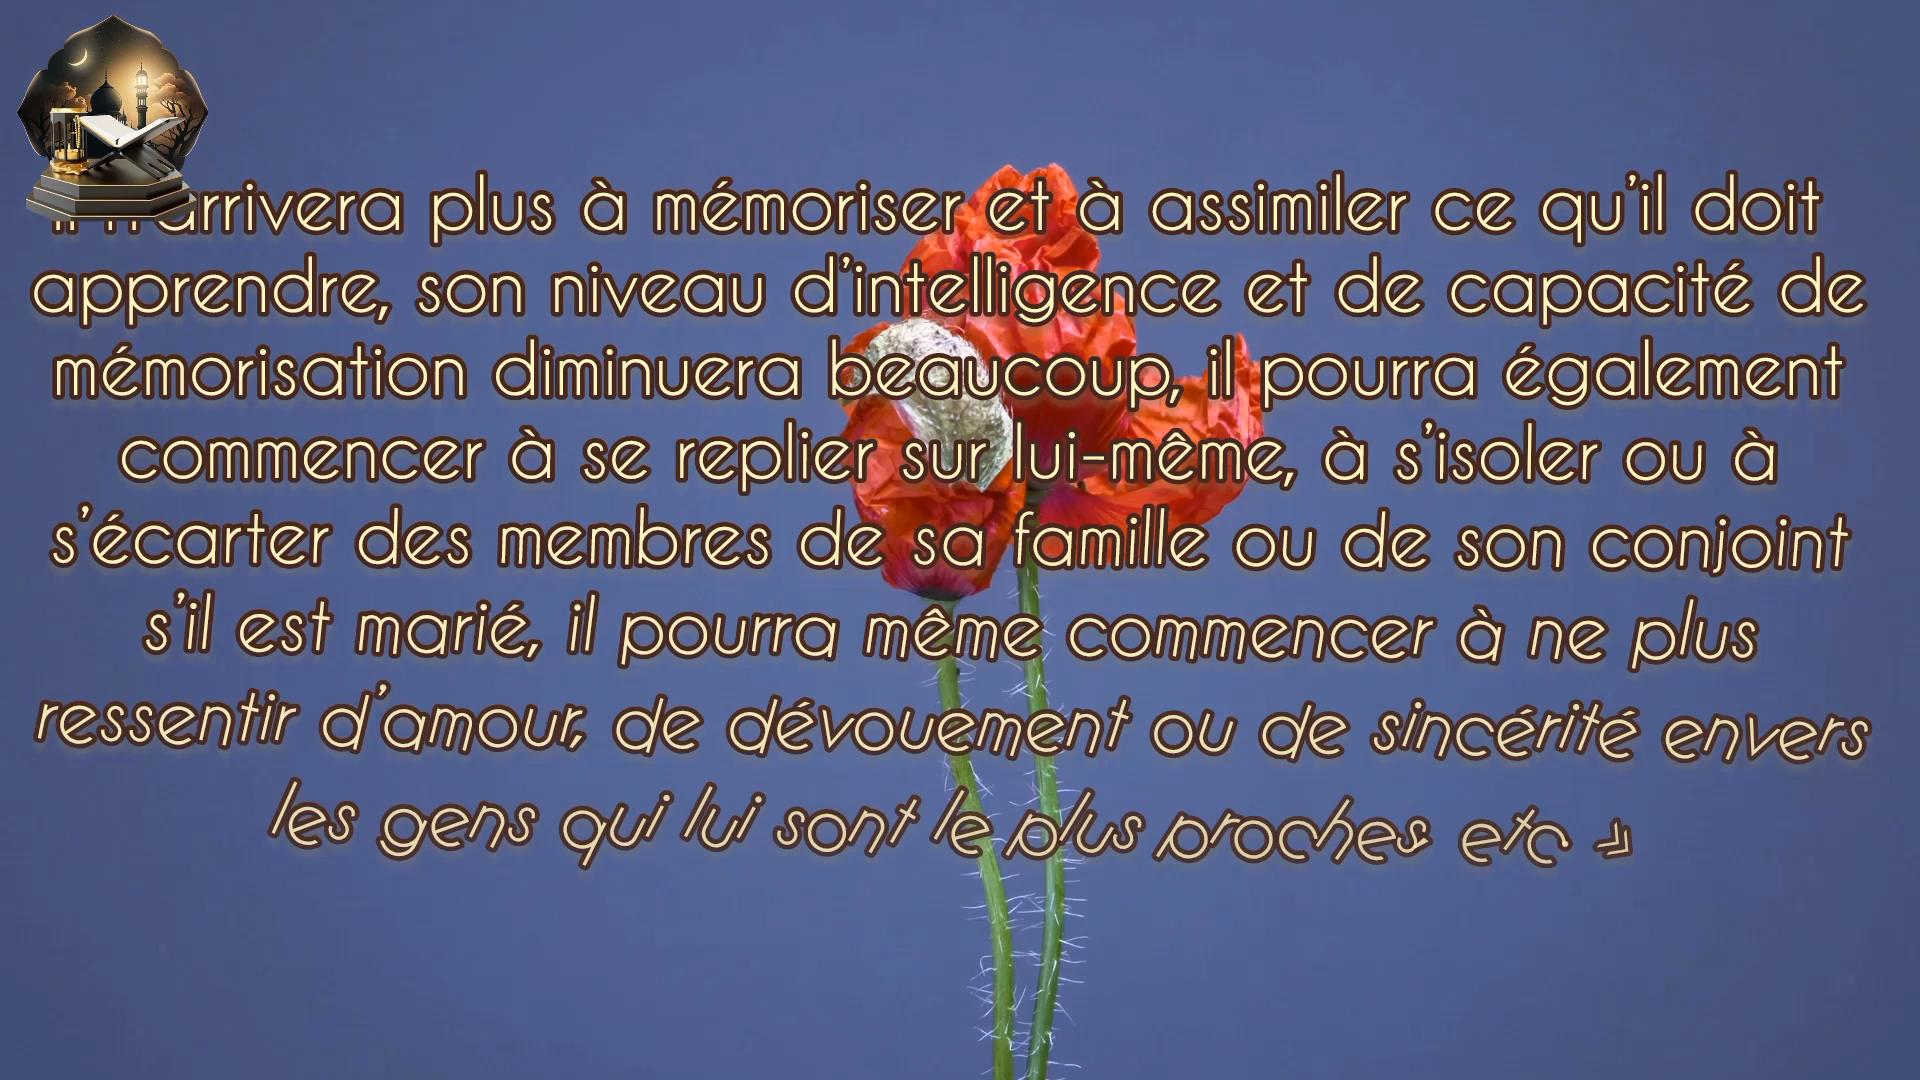 arrivera plus à mémoriser et à assimiler ce qu'il doit
apprendre, son niveau d'intelligence et de capacité de
mémorisation diminuera beaucoup, il pourra également
commencer à se replier sur lui-même, à s'isoler ou à
s'écarter des membres de sa famille ou de son conjoint
s'il est marié, il pourra même commencer à ne plus
ressentir d'amour, de dévouement ou de sincérité envers
les gens qui lui sont le plus proches etc »